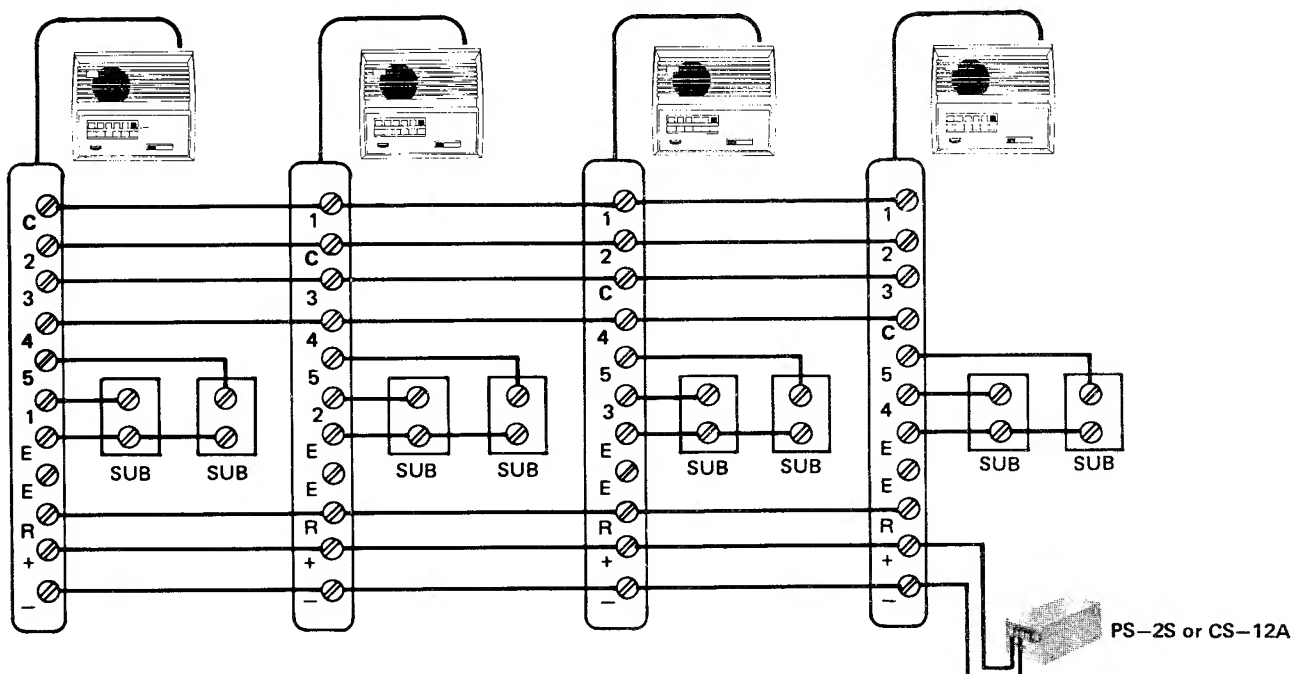 C 1 1 1
2 C 2 2
3 3 C 3
4 4 4 C
5 5 5 5
1 2 3 4
E E E E
SUB SUB SUB SUB SUB SUB SUB SUB
E E E E
R R R R
+ + + +
– – – –
PS–2S or CS–12A